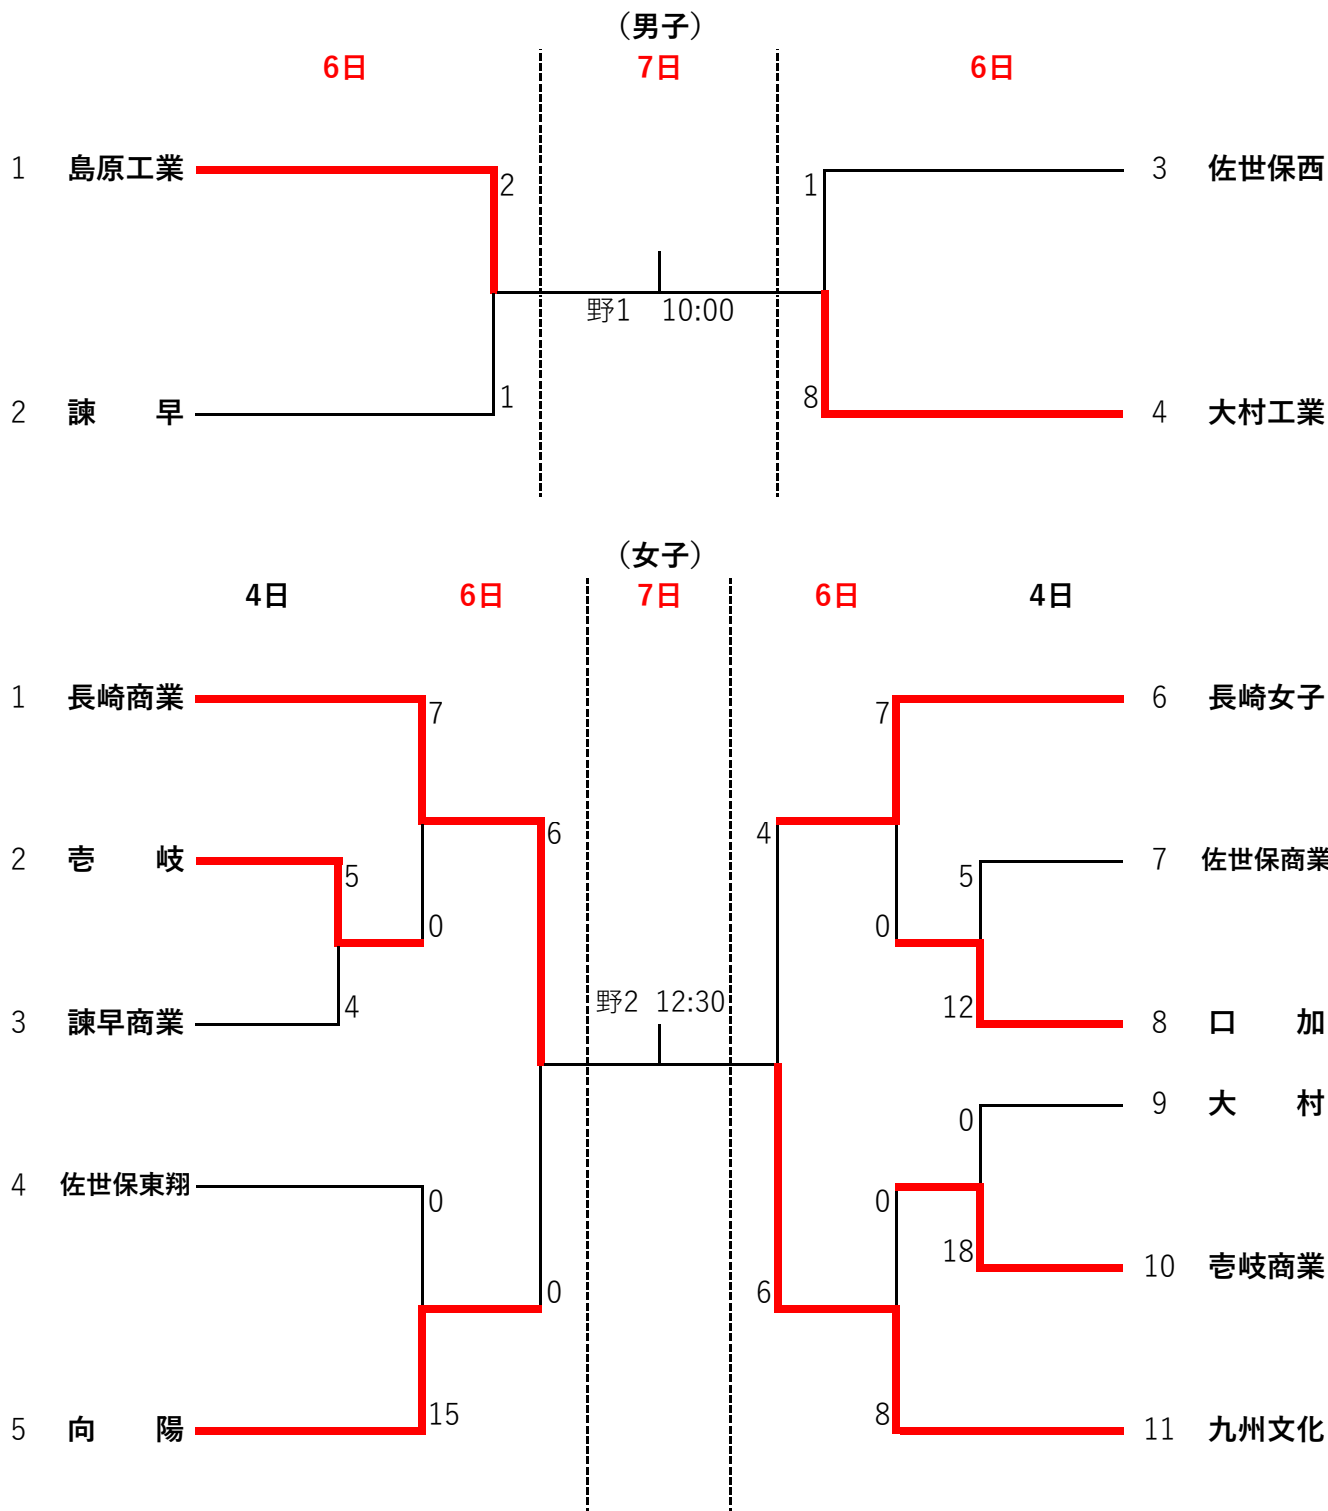 （男子）
6日 7日 6日
1 島原工業 2 1 3 佐世保西
野1 10:00
2 諫 早 1 8 4 大村工業
（女子）
4日 6日 7日 6日 4日
1 長崎商業 7 7 6 長崎女子
6 4
2 壱 岐 5 5 7 佐世保商業
0 0
3 諫早商業 4 野2 12:30 12 8 口 加
0 9 大 村
4 佐世保東翔 0 0
0 6 18 10 壱岐商業
5 向 陽 15 8 11 九州文化